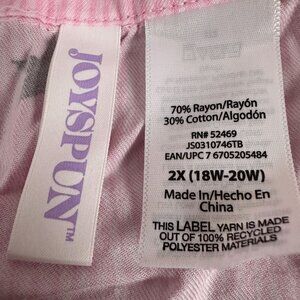 JOYSPUN™
70% Rayon/Rayón
30% Cotton/Algodón
RN# 52469
JS0310746TB
EAN/UPC 7 6705205484
2X (18W-20W)
Made In/Hecho En
China
THIS LABEL YARN IS MADE
OUT OF 100% RECYCLED
POLYESTER MATERIALS